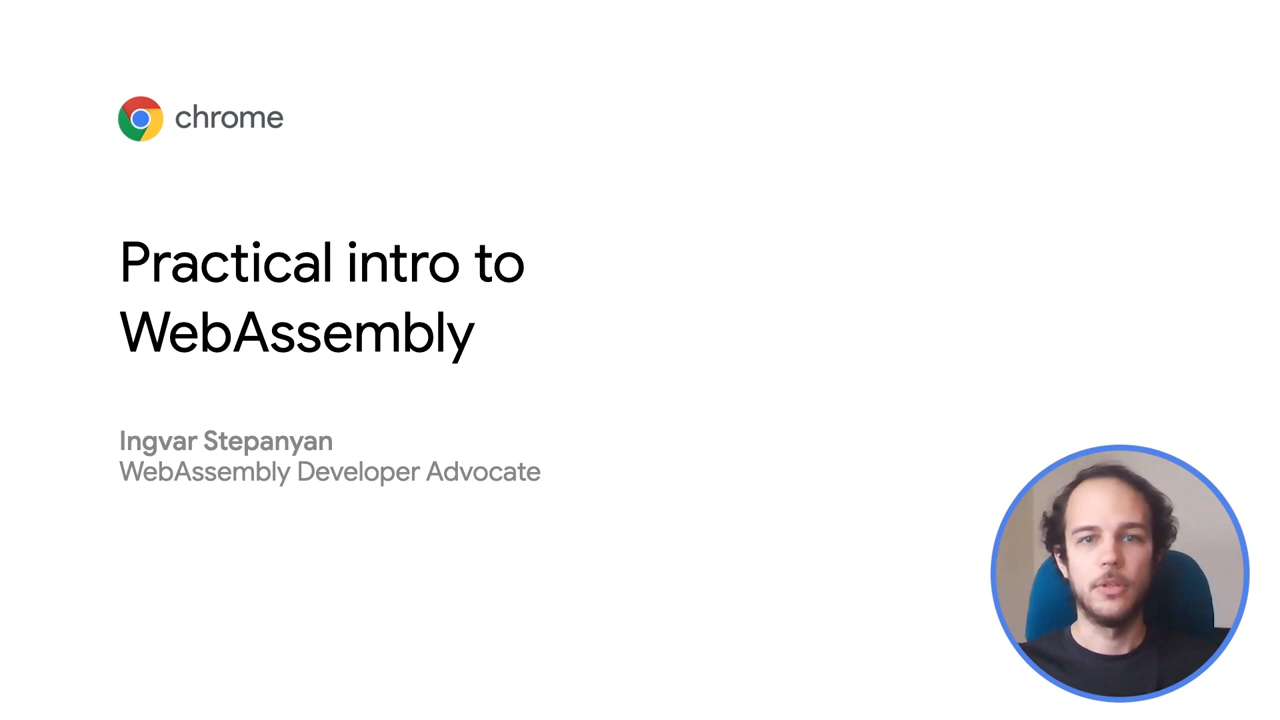 chrome
Practical intro to
WebAssembly
Ingvar Stepanyan
WebAssembly Developer Advocate